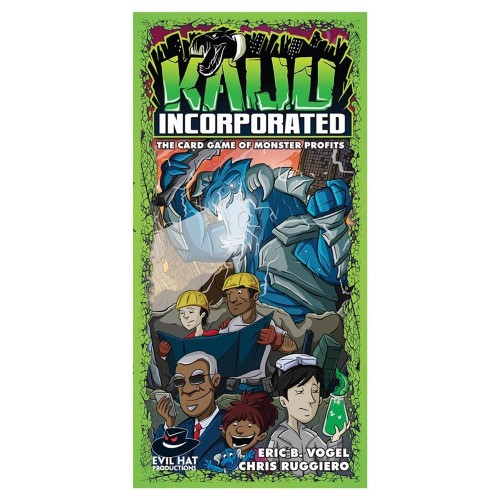 KAIJU
INCORPORATED
THE CARD GAME OF MONSTER PROFITS
EVIL HAT
PRODUCTIONS
ERIC B. VOGEL
CHRIS RUGGIERO